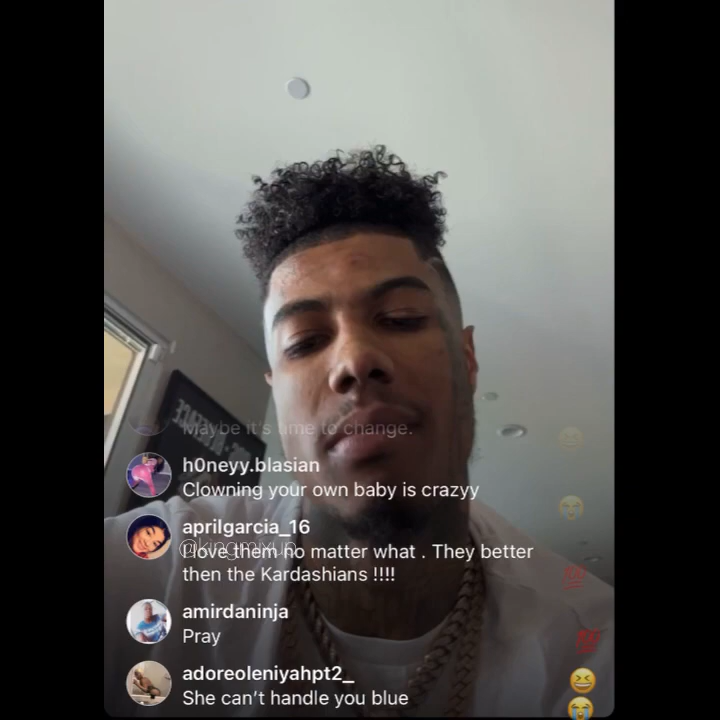 Maybe it's time to change.
h0neyy.blasian
Clowning your own baby is crazyy
aprilgarcia_16
@kingmixup
I love them no matter what . They better
then the Kardashians !!!!
amirdaninja
Pray
adoreoleniyahpt2_
She can't handle you blue